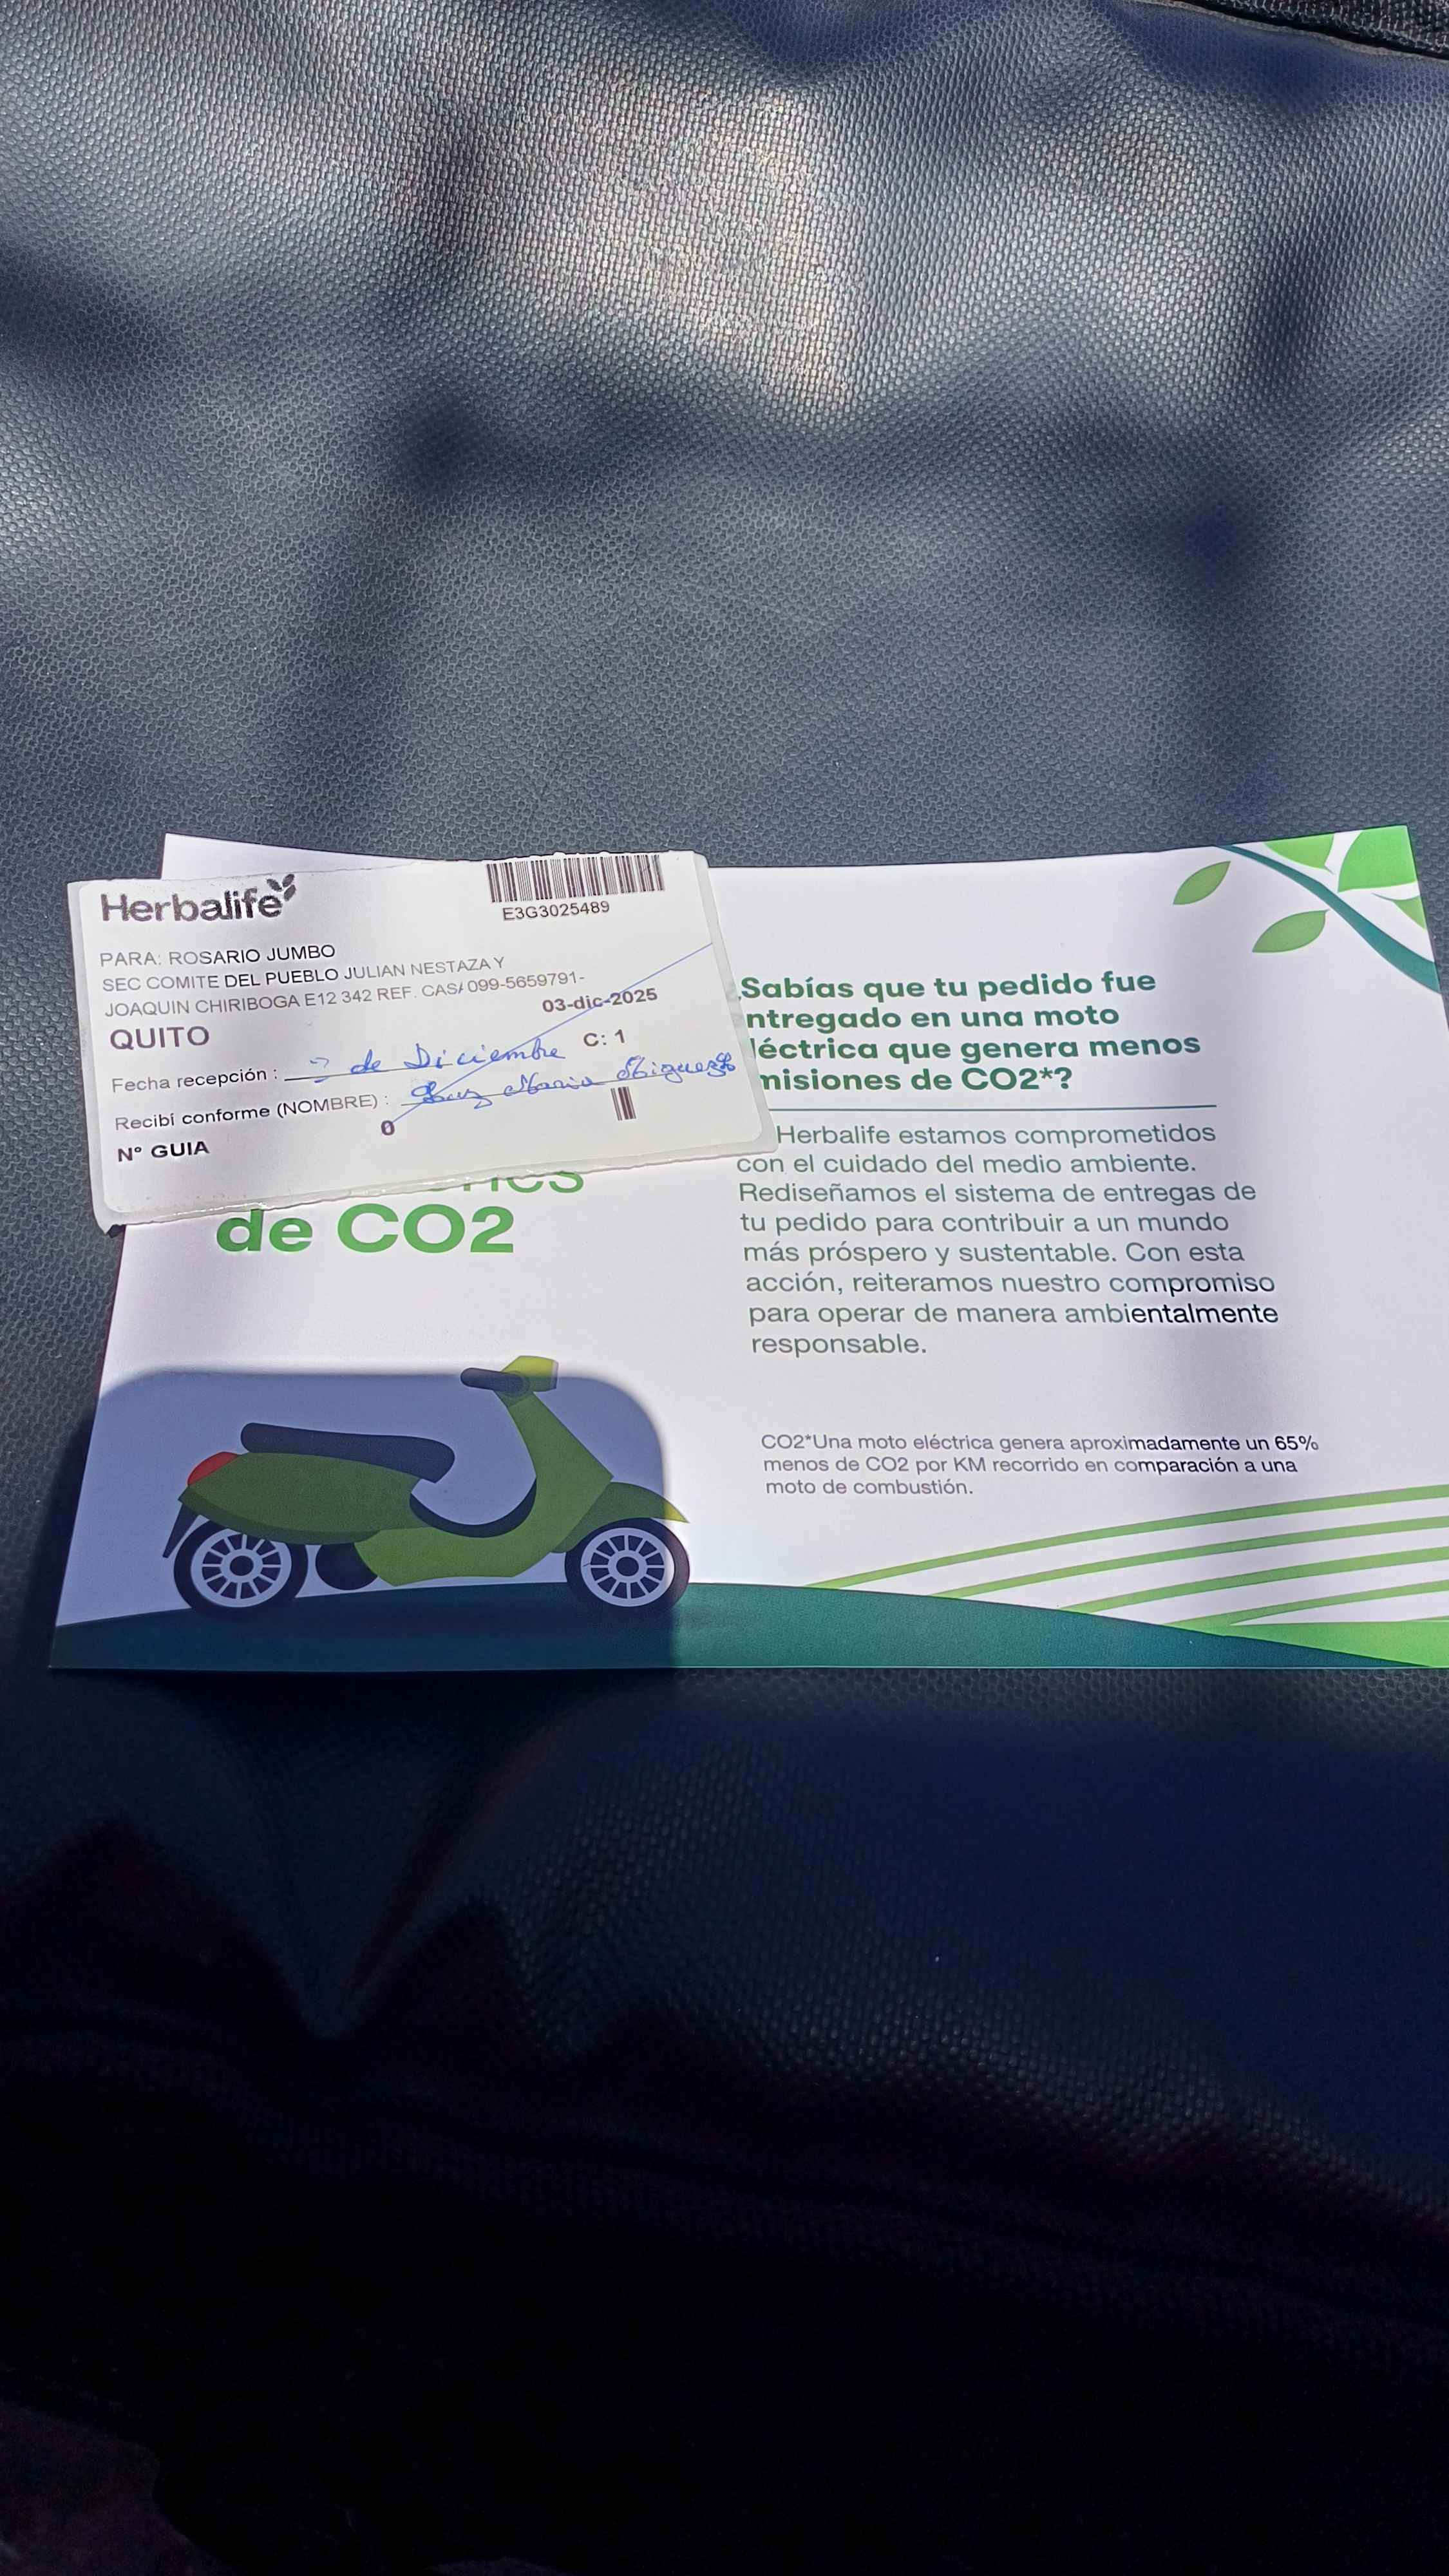 Herbalife
E3G3025489
PARA: ROSARIO JUMBO
SEC COMITE DEL PUEBLO JULIAN NESTAZA Y
JOAQUIN CHIRIBOGA E12 342 REF. CASA 099-5659791-
03-dic-2025
QUITO
C: 1
Fecha recepción : de Diciembre
Recibí conforme (NOMBRE) : Luz Maria
0
N° GUIA
de CO2
Sabías que tu pedido fue
ntregado en una moto
léctrica que genera menos
misiones de CO2*?
Herbalife estamos comprometidos
con el cuidado del medio ambiente.
Rediseñamos el sistema de entregas de
tu pedido para contribuir a un mundo
más próspero y sustentable. Con esta
acción, reiteramos nuestro compromiso
para operar de manera ambientalmente
responsable.
CO2*Una moto eléctrica genera aproximadamente un 65%
menos de CO2 por KM recorrido en comparación a una
moto de combustión.